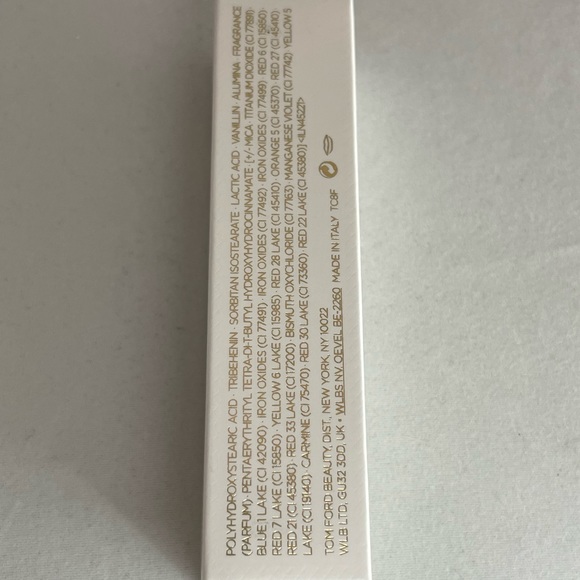 POLYHYDROXYSTEARIC ACID · TRIBEHENIN · SORBITAN ISOSTEARATE · LACTIC ACID · VANILLIN · ALUMINA · FRAGRANCE
(PARFUM) · PENTAERYTHRITYL TETRA-DI-T-BUTYL HYDROXYHYDROCINNAMATE [+/- MICA · TITANIUM DIOXIDE (CI 77891) ·
BLUE 1 LAKE (CI 42090) · IRON OXIDES (CI 77491) · IRON OXIDES (CI 77492) · IRON OXIDES (CI 77499) · RED 6 (CI 15850) ·
RED 7 LAKE (CI 15850) · YELLOW 6 LAKE (CI 15985) · RED 28 LAKE (CI 45410) · ORANGE 5 (CI 45370) · RED 27 (CI 45410) ·
RED 21 (CI 45380) · RED 33 LAKE (CI 17200) · BISMUTH OXYCHLORIDE (CI 77163) · MANGANESE VIOLET (CI 77742) · YELLOW 5
LAKE (CI 19140) · CARMINE (CI 75470) · RED 30 LAKE (CI 73360) · RED 22 LAKE (CI 45380)] <ILN45227>
TOM FORD BEAUTY, DIST., NEW YORK, NY 10022
WLB LTD, GU32 3DD, UK • WLBS NV, OEVEL BE-2260 MADE IN ITALY TC8F